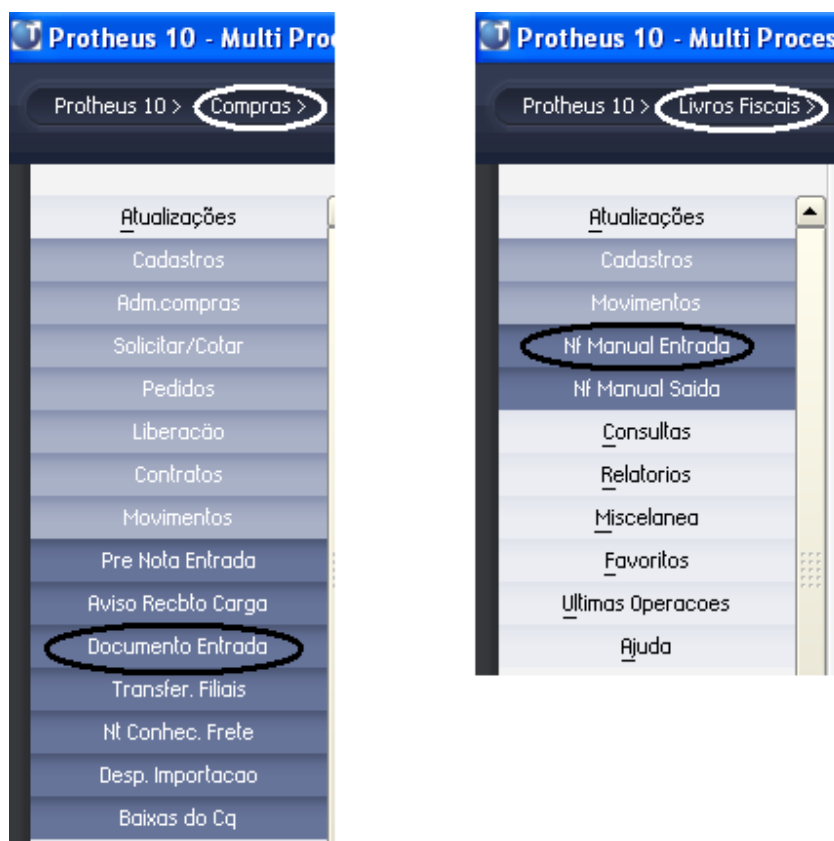 Protheus 10 - Multi Pro
Protheus 10 > Compras >
Atualizações
Cadastros
Adm.compras
Solicitar/Cotar
Pedidos
Liberacão
Contratos
Movimentos
Pre Nota Entrada
Aviso Recbto Carga
Documento Entrada
Transfer. Filiais
Nt Conhec. Frete
Desp. Importacao
Baixas do Cq
Protheus 10 - Multi Proces
Protheus 10 > Livros Fiscais >
Atualizações
Cadastros
Movimentos
Nf Manual Entrada
Nf Manual Saida
Consultas
Relatorios
Miscelanea
Favoritos
Ultimas Operacoes
Ajuda